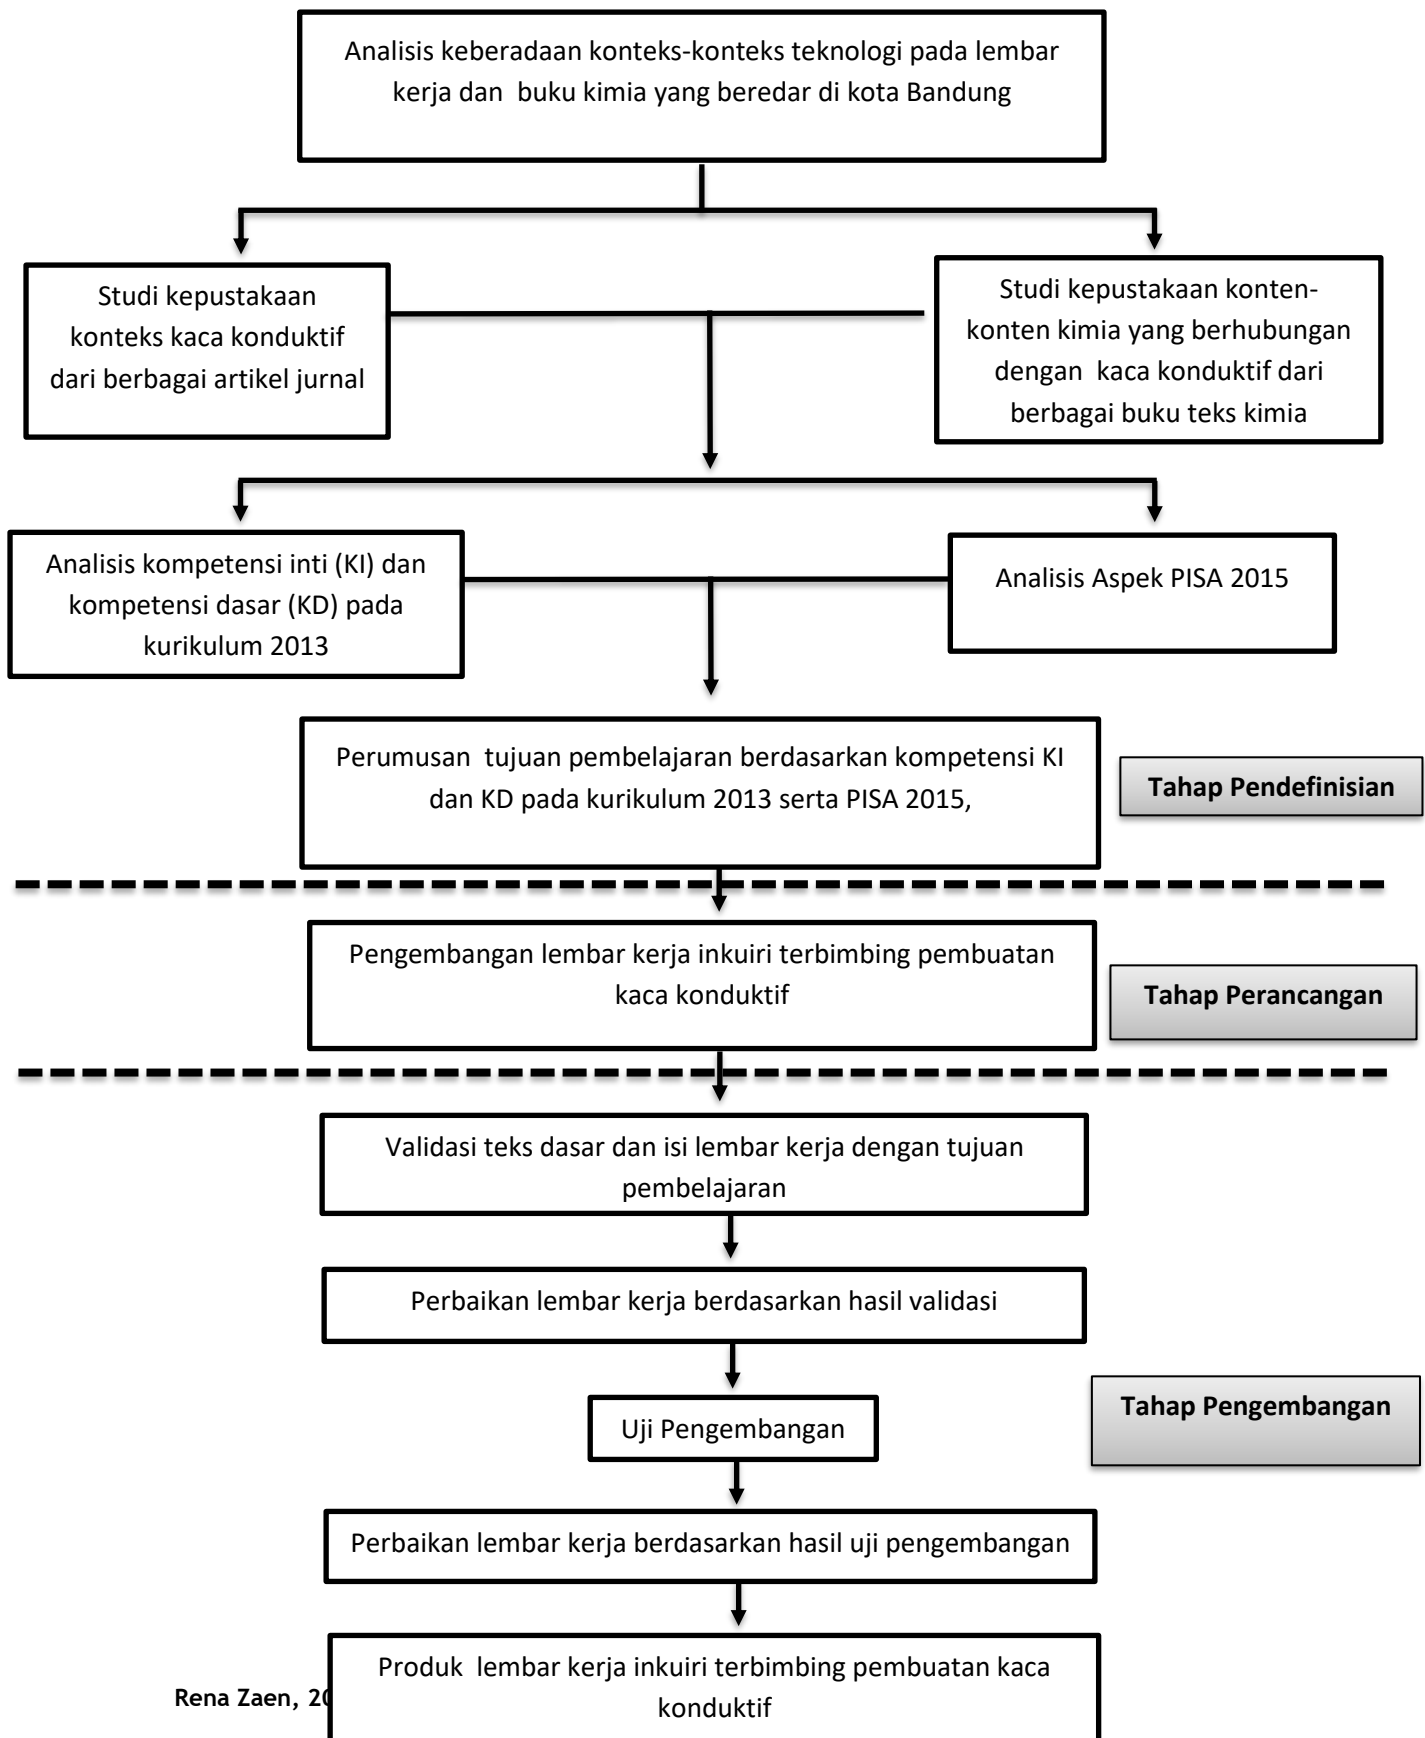 Analisis keberadaan konteks-konteks teknologi pada lembar
kerja dan buku kimia yang beredar di kota Bandung
Studi kepustakaan
konteks kaca konduktif
dari berbagai artikel jurnal
Studi kepustakaan konten-
konten kimia yang berhubungan
dengan kaca konduktif dari
berbagai buku teks kimia
Analisis kompetensi inti (KI) dan
kompetensi dasar (KD) pada
kurikulum 2013
Analisis Aspek PISA 2015
Perumusan tujuan pembelajaran berdasarkan kompetensi KI
dan KD pada kurikulum 2013 serta PISA 2015,
Tahap Pendefinisian
Pengembangan lembar kerja inkuiri terbimbing pembuatan
kaca konduktif
Tahap Perancangan
Validasi teks dasar dan isi lembar kerja dengan tujuan
pembelajaran
Perbaikan lembar kerja berdasarkan hasil validasi
Uji Pengembangan
Tahap Pengembangan
Perbaikan lembar kerja berdasarkan hasil uji pengembangan
Produk lembar kerja inkuiri terbimbing pembuatan kaca
konduktif
Rena Zaen,